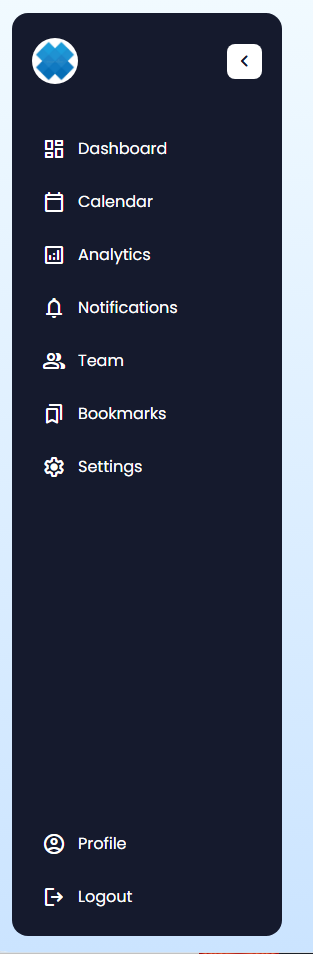 Dashboard
Calendar
Analytics
Notifications
Team
Bookmarks
Settings
Profile
Logout